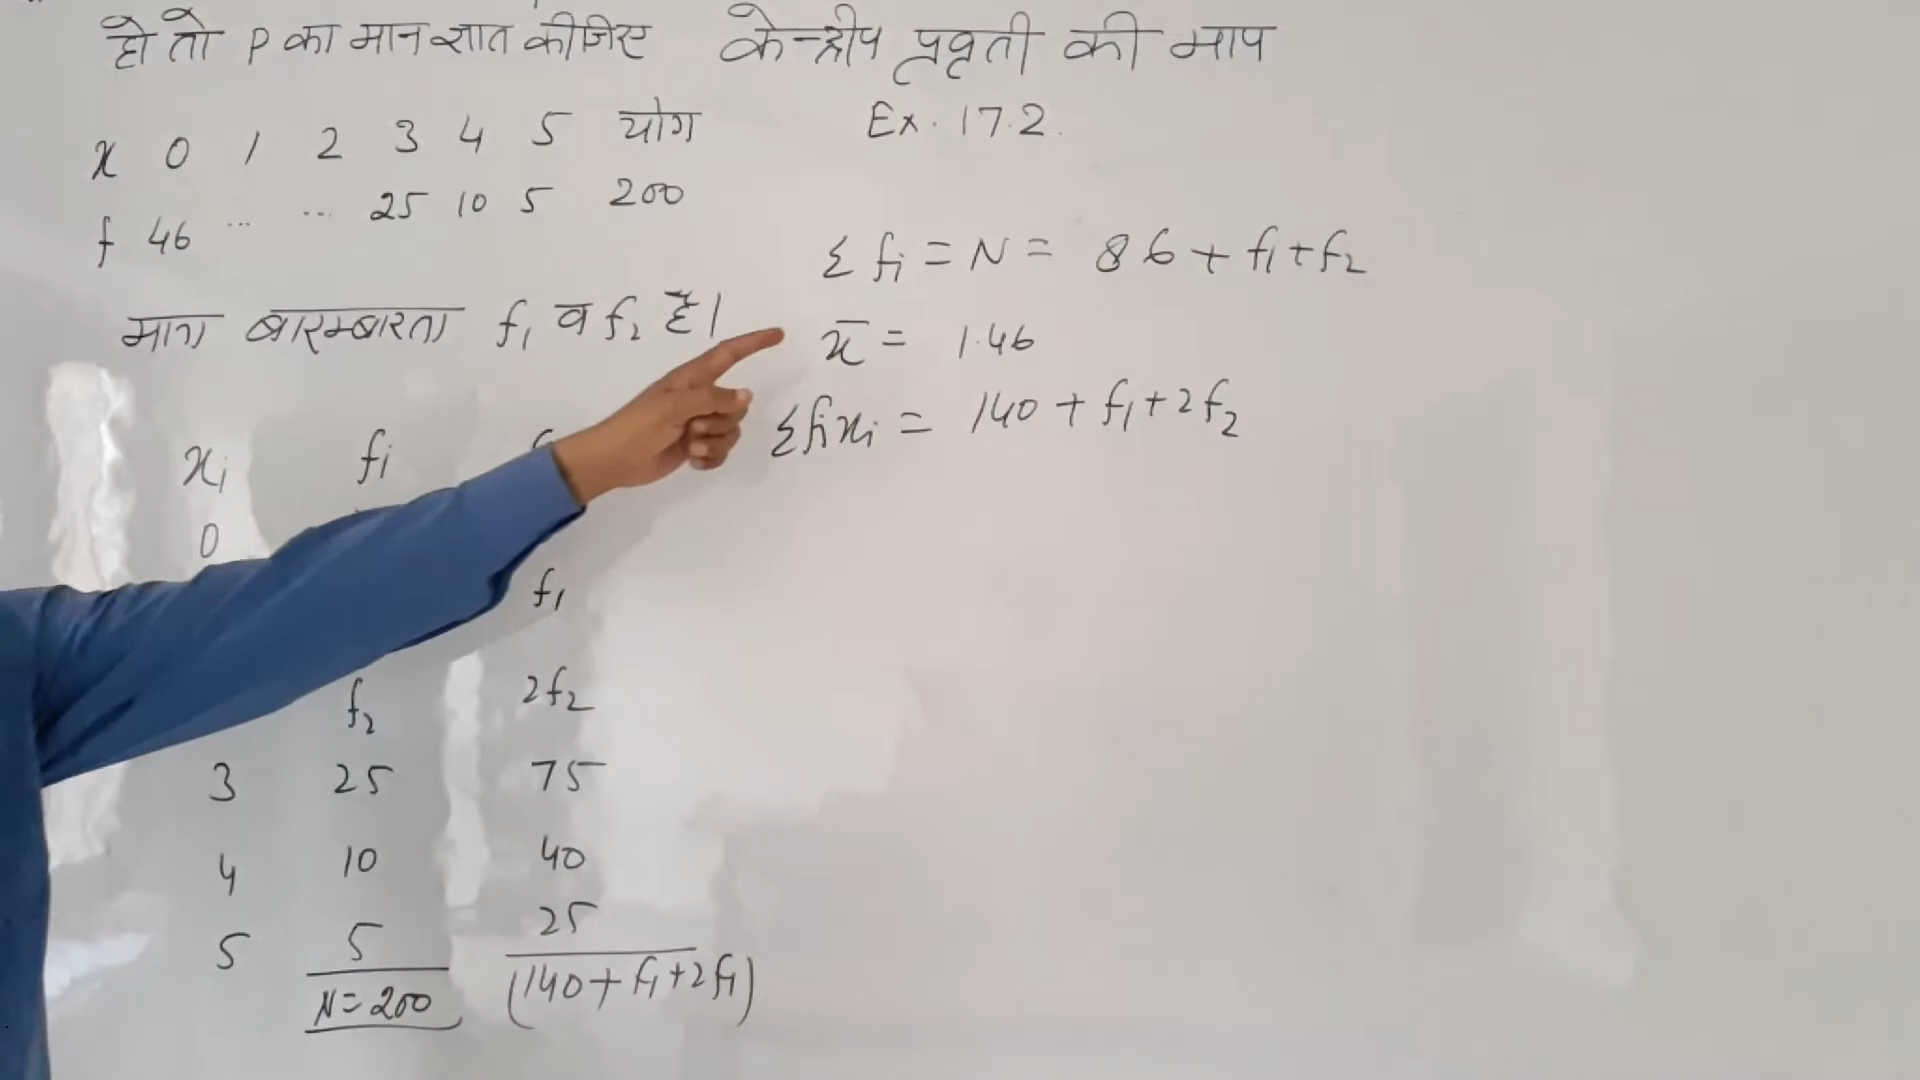 हो तो P का मान ज्ञात कीजिए
केन्द्रीय प्रवृती की माप
Ex. 17.2.
x 0 1 2 3 4 5 योग
f 46 ... ... 25 10 5 200
माना बारम्बारता f₁ व f₂ है।
Σfi = N = 86 + f₁ + f₂
x̄ = 1.46
Σfixi = 140 + f₁ + 2f₂
xi fi
0
f₁
f₂ 2f₂
3 25 75
4 10 40
5 5 25
N = 200 (140 + f₁ + 2f₁)